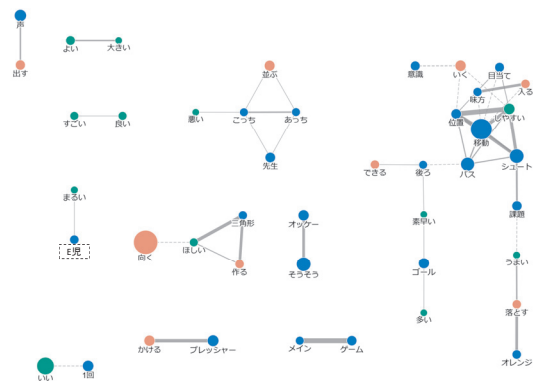 声
出す
よい
大きい
すごい
良い
並ぶ
悪い
こっち
あっち
先生
意識
いく
目当て
入る
味方
位置
しやすい
移動
パス
シュート
できる
後ろ
課題
素早い
ゴール
多い
うまい
落とす
オレンジ
まるい
E児
向く
ほしい
三角形
作る
オッケー
そうそう
かける
プレッシャー
メイン
ゲーム
いい
1回